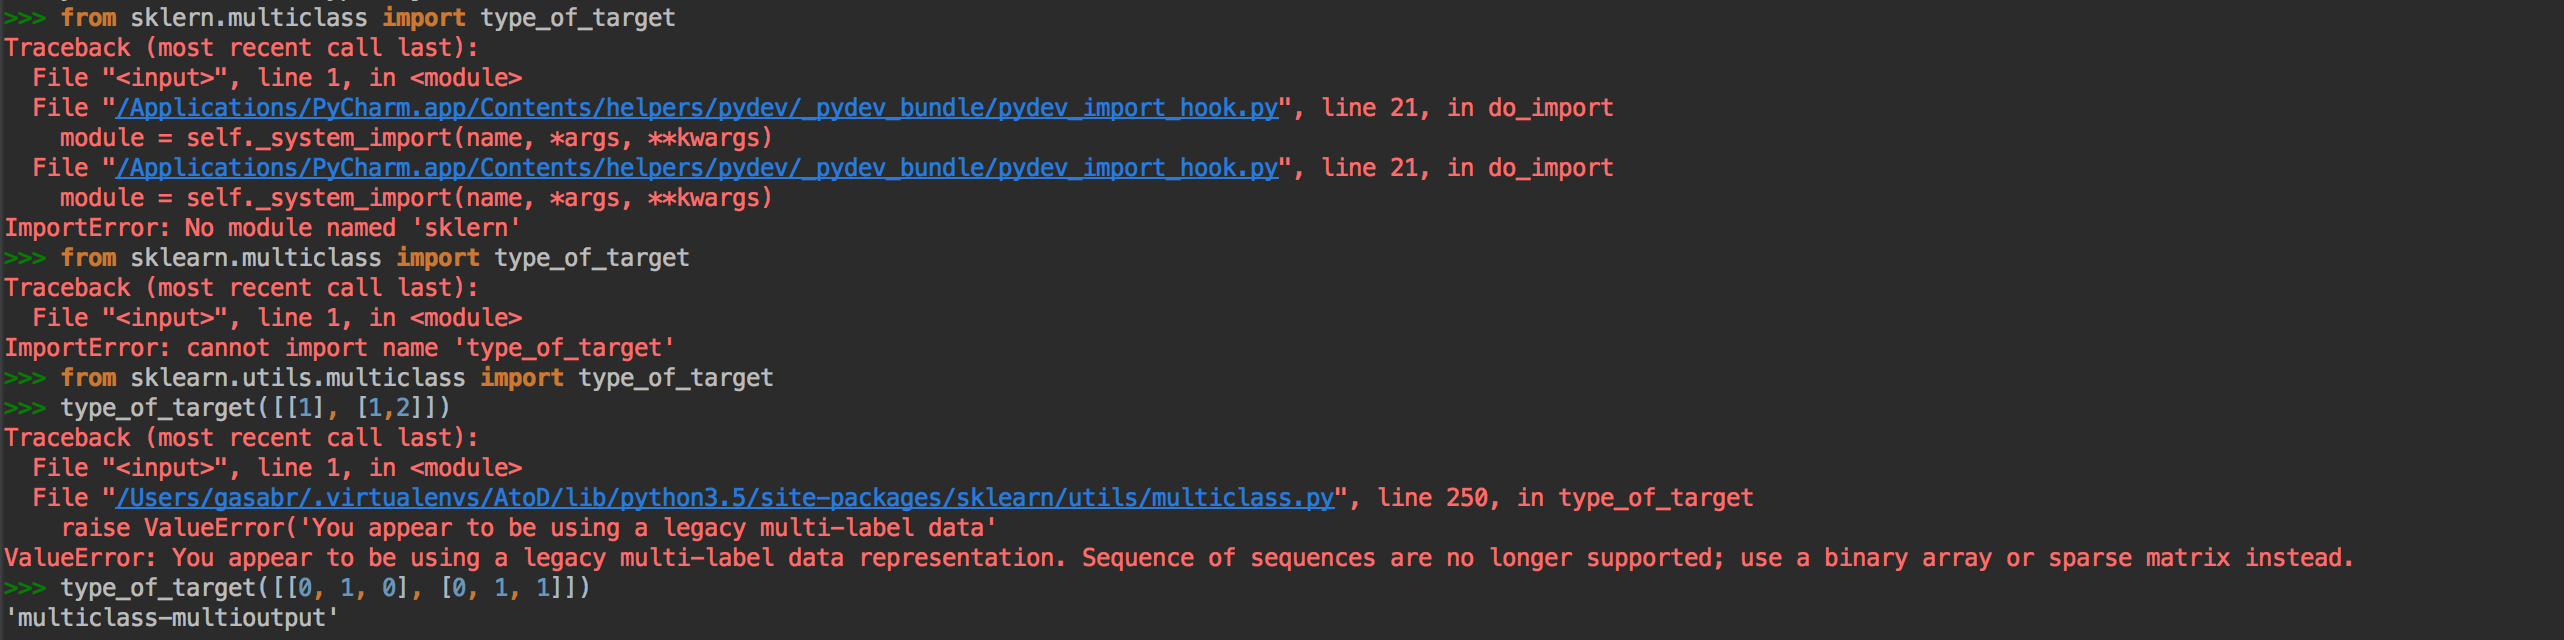 >>> from sklern.multiclass import type_of_target
Traceback (most recent call last):
  File "<input>", line 1, in <module>
  File "/Applications/PyCharm.app/Contents/helpers/pydev/_pydev_bundle/pydev_import_hook.py", line 21, in do_import
    module = self._system_import(name, *args, **kwargs)
  File "/Applications/PyCharm.app/Contents/helpers/pydev/_pydev_bundle/pydev_import_hook.py", line 21, in do_import
    module = self._system_import(name, *args, **kwargs)
ImportError: No module named 'sklern'
>>> from sklearn.multiclass import type_of_target
Traceback (most recent call last):
  File "<input>", line 1, in <module>
ImportError: cannot import name 'type_of_target'
>>> from sklearn.utils.multiclass import type_of_target
>>> type_of_target([[1], [1,2]])
Traceback (most recent call last):
  File "<input>", line 1, in <module>
  File "/Users/gasabr/.virtualenvs/AtoD/lib/python3.5/site-packages/sklearn/utils/multiclass.py", line 250, in type_of_target
    raise ValueError('You appear to be using a legacy multi-label data'
ValueError: You appear to be using a legacy multi-label data representation. Sequence of sequences are no longer supported; use a binary array or sparse matrix instead.
>>> type_of_target([[0, 1, 0], [0, 1, 1]])
'multiclass-multioutput'